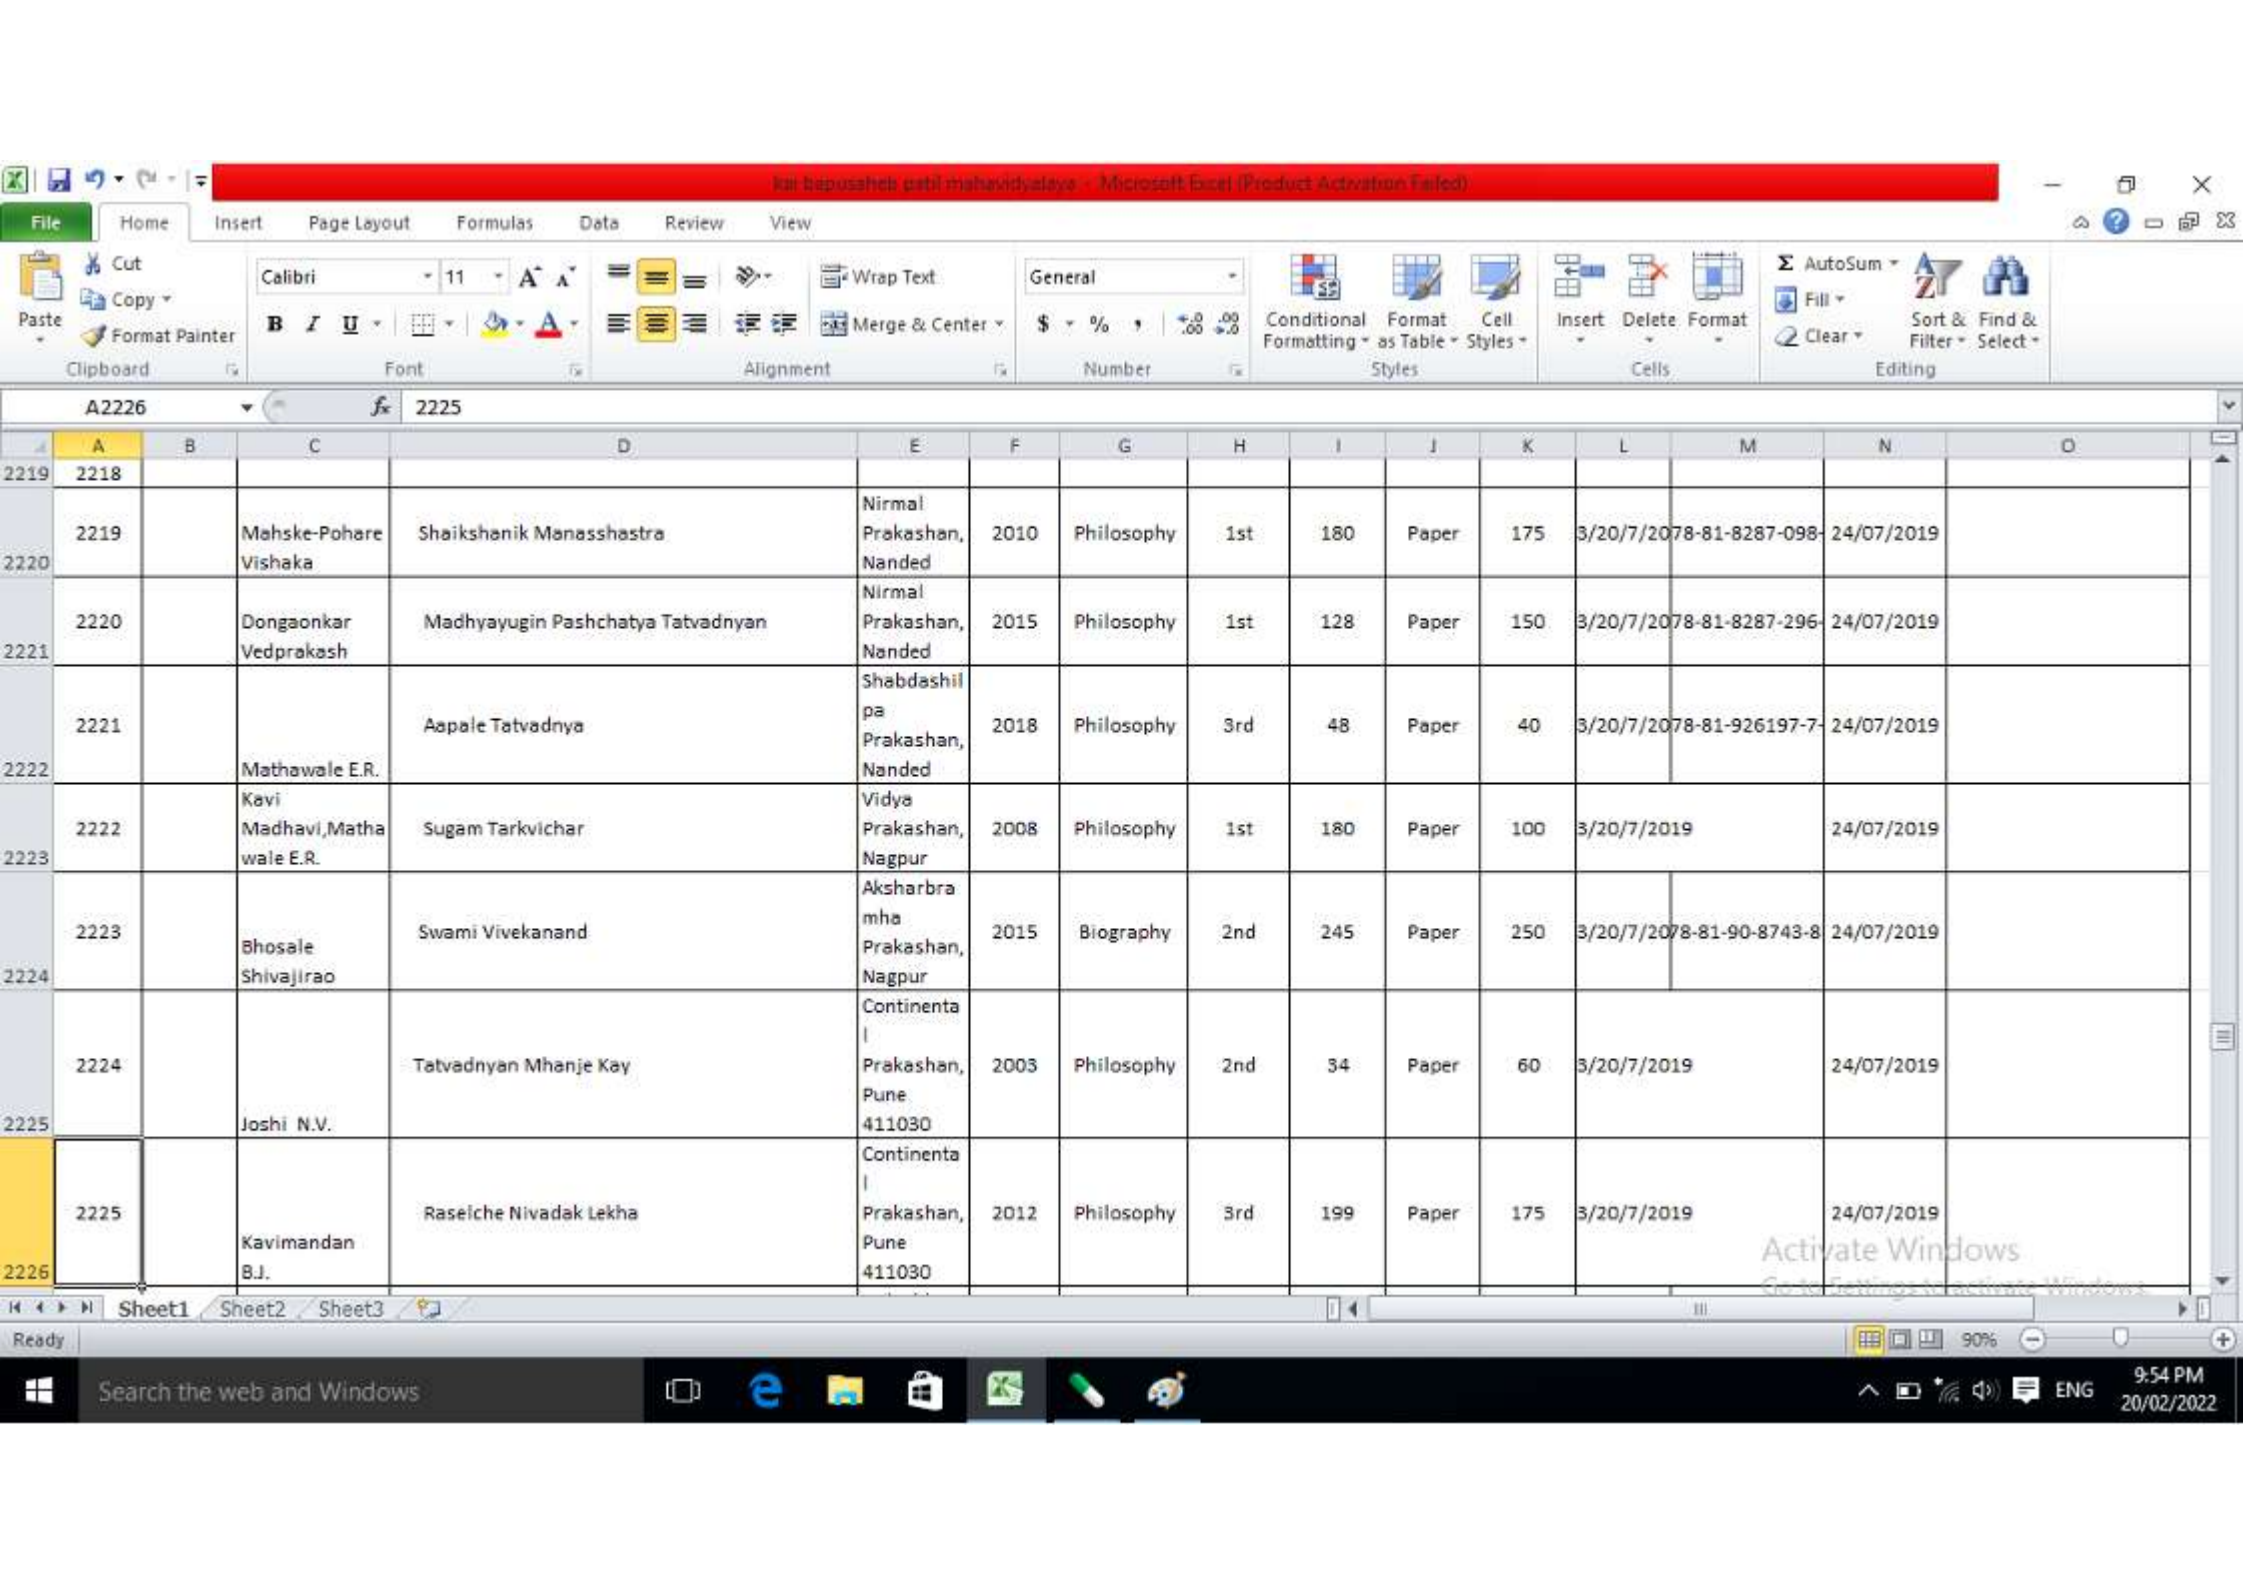 kai bapusaheb patil mahavidyalaya - Microsoft Excel (Product Activation Failed)
File Home Insert Page Layout Formulas Data Review View
Cut
Copy
Format Painter
Paste
Clipboard
Calibri 11
B I U
Font
Wrap Text
Merge & Center
Alignment
General
$ % ,
Number
Conditional Formatting
Format as Table
Cell Styles
Styles
Insert Delete Format
Cells
Σ AutoSum
Fill
Clear
Sort & Filter
Find & Select
Editing
A2226 fx 2225
A B C D E F G H I J K L M N O
2219 2218
2220 2219 Mahske-Pohare Vishaka Shaikshanik Manasshastra Nirmal Prakashan, Nanded 2010 Philosophy 1st 180 Paper 175 3/20/7/20 78-81-8287-098- 24/07/2019
2221 2220 Dongaonkar Vedprakash Madhyayugin Pashchatya Tatvadnyan Nirmal Prakashan, Nanded 2015 Philosophy 1st 128 Paper 150 3/20/7/20 78-81-8287-296- 24/07/2019
2222 2221 Mathawale E.R. Aapale Tatvadnya Shabdashilpa Prakashan, Nanded 2018 Philosophy 3rd 48 Paper 40 3/20/7/20 78-81-926197-7- 24/07/2019
2223 2222 Kavi Madhavi,Mathawale E.R. Sugam Tarkvichar Vidya Prakashan, Nagpur 2008 Philosophy 1st 180 Paper 100 3/20/7/2019 24/07/2019
2224 2223 Bhosale Shivajirao Swami Vivekanand Aksharbramha Prakashan, Nagpur 2015 Biography 2nd 245 Paper 250 3/20/7/20 78-81-90-8743-8 24/07/2019
2225 2224 Joshi N.V. Tatvadnyan Mhanje Kay Continental Prakashan, Pune 411030 2003 Philosophy 2nd 34 Paper 60 3/20/7/2019 24/07/2019
2226 2225 Kavimandan B.J. Raselche Nivadak Lekha Continental Prakashan, Pune 411030 2012 Philosophy 3rd 199 Paper 175 3/20/7/2019 24/07/2019
Activate Windows
Go to Settings to activate Windows.
Sheet1 Sheet2 Sheet3
Ready 90%
Search the web and Windows
ENG
9:54 PM
20/02/2022